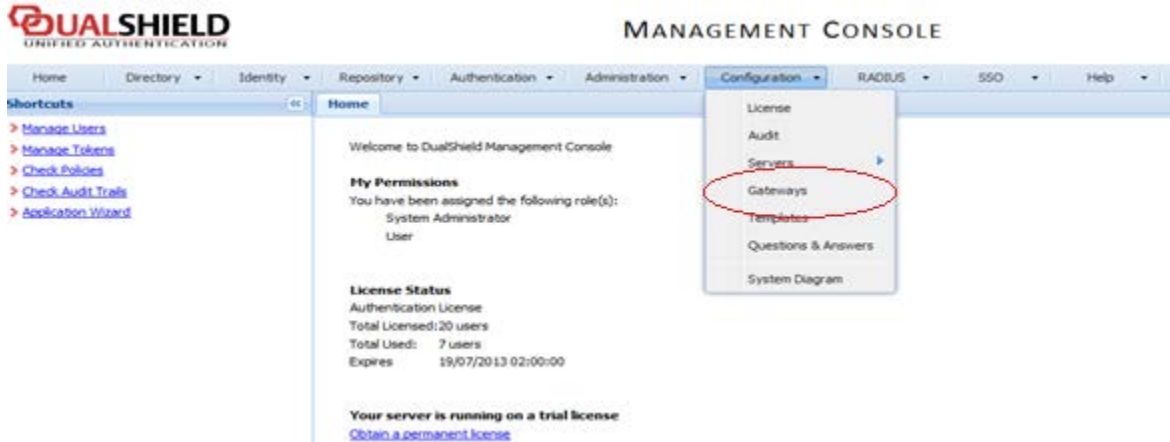 DUALSHIELD
UNIFIED AUTHENTICATION
MANAGEMENT CONSOLE
Home Directory Identity Repository Authentication Administration Configuration RADIUS SSO Help
Shortcuts
Manage Users
Manage Tokens
Check Policies
Check Audit Trails
Application Wizard
Home
Welcome to DualShield Management Console
My Permissions
You have been assigned the following role(s):
System Administrator
User
License Status
Authentication License
Total Licensed: 20 users
Total Used: 7 users
Expires 19/07/2013 02:00:00
Your server is running on a trial license
Obtain a permanent license
License
Audit
Servers
Gateways
Templates
Questions & Answers
System Diagram